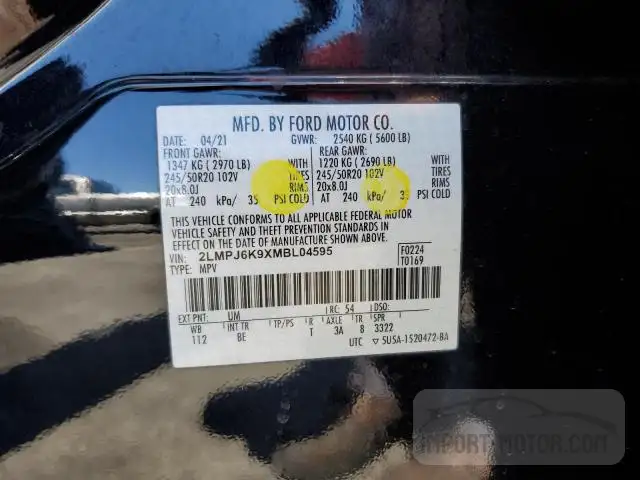 MFD. BY FORD MOTOR CO.
DATE: 04/21 GVWR: 2540 KG ( 5600 LB)
FRONT GAWR: REAR GAWR:
1347 KG ( 2970 LB) WITH 1220 KG ( 2690 LB) WITH
245/50R20 102V TIRES 245/50R20 102V TIRES
20x8.0J RIMS 20x8.0J RIMS
AT 240 kPa/ 35 PSI COLD AT 240 kPa/ 35 PSI COLD
THIS VEHICLE CONFORMS TO ALL APPLICABLE FEDERAL MOTOR
VEHICLE SAFETY AND THEFT PREVENTION STANDARDS IN
EFFECT ON THE DATE OF MANUFACTURE SHOWN ABOVE.
VIN: 2LMPJ6K9XMBL04595 F0224
TYPE: MPV T0169
EXT PNT: UM RC: 54 DSO:
WB INT TR TP/PS R AXLE TR SPR
112 BE T 3A 8 3322
UTC ▽ 5U5A-1520472-BA
IMPORT-MOTOR.COM